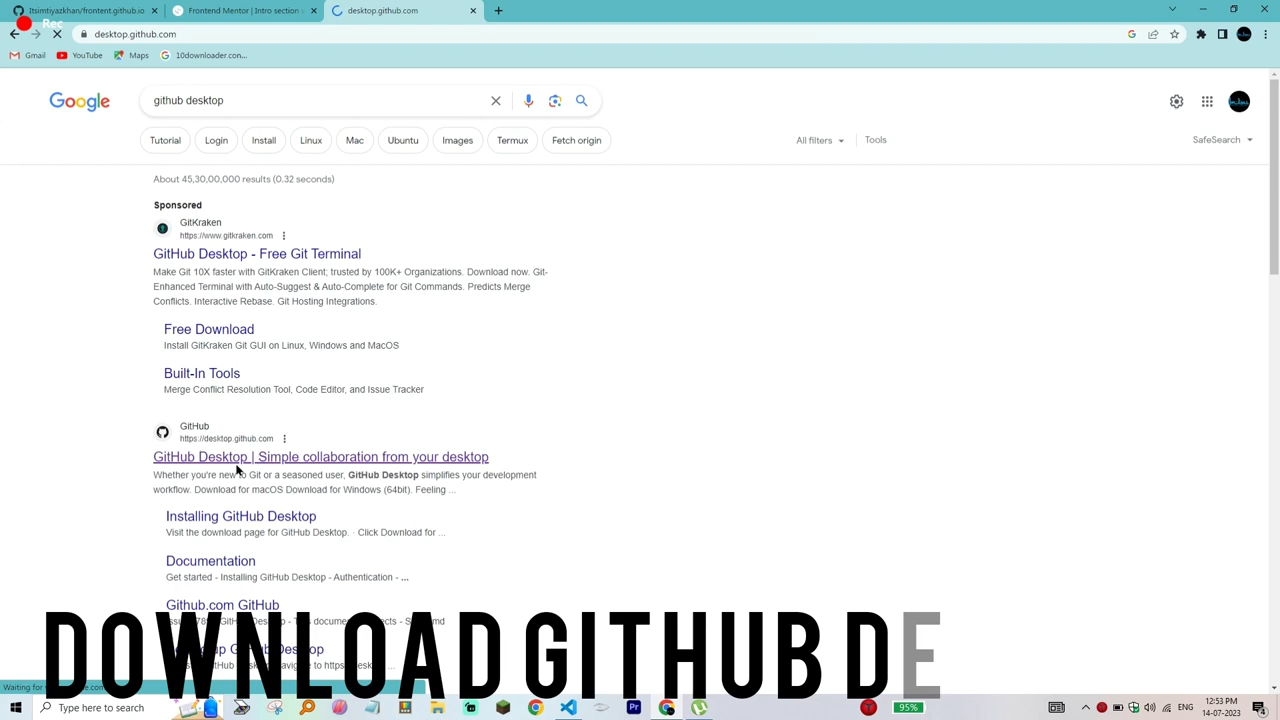 Itsimtiyazkhan/frontent.github.io
Frontend Mentor | Intro section
desktop.github.com
Rec
desktop.github.com
Gmail
YouTube
Maps
10downloader.con...
Google
github desktop
Tutorial
Login
Install
Linux
Mac
Ubuntu
Images
Termux
Fetch origin
All filters
Tools
SafeSearch
About 45,30,00,000 results (0.32 seconds)
Sponsored
GitKraken
https://www.gitkraken.com
GitHub Desktop - Free Git Terminal
Make Git 10X faster with GitKraken Client; trusted by 100K+ Organizations. Download now. Git-
Enhanced Terminal with Auto-Suggest & Auto-Complete for Git Commands. Predicts Merge
Conflicts. Interactive Rebase. Git Hosting Integrations.
Free Download
Install GitKraken Git GUI on Linux, Windows and MacOS
Built-In Tools
Merge Conflict Resolution Tool, Code Editor, and Issue Tracker
GitHub
https://desktop.github.com
GitHub Desktop | Simple collaboration from your desktop
Whether you're new to Git or a seasoned user, GitHub Desktop simplifies your development
workflow. Download for macOS Download for Windows (64bit). Feeling ...
Installing GitHub Desktop
Visit the download page for GitHub Desktop. · Click Download for ...
Documentation
Get started - Installing GitHub Desktop - Authentication - ...
Github.com GitHub
DOWNLOAD GITHUB DE
Type here to search
95%
ENG
12:53 PM
14-07-2023